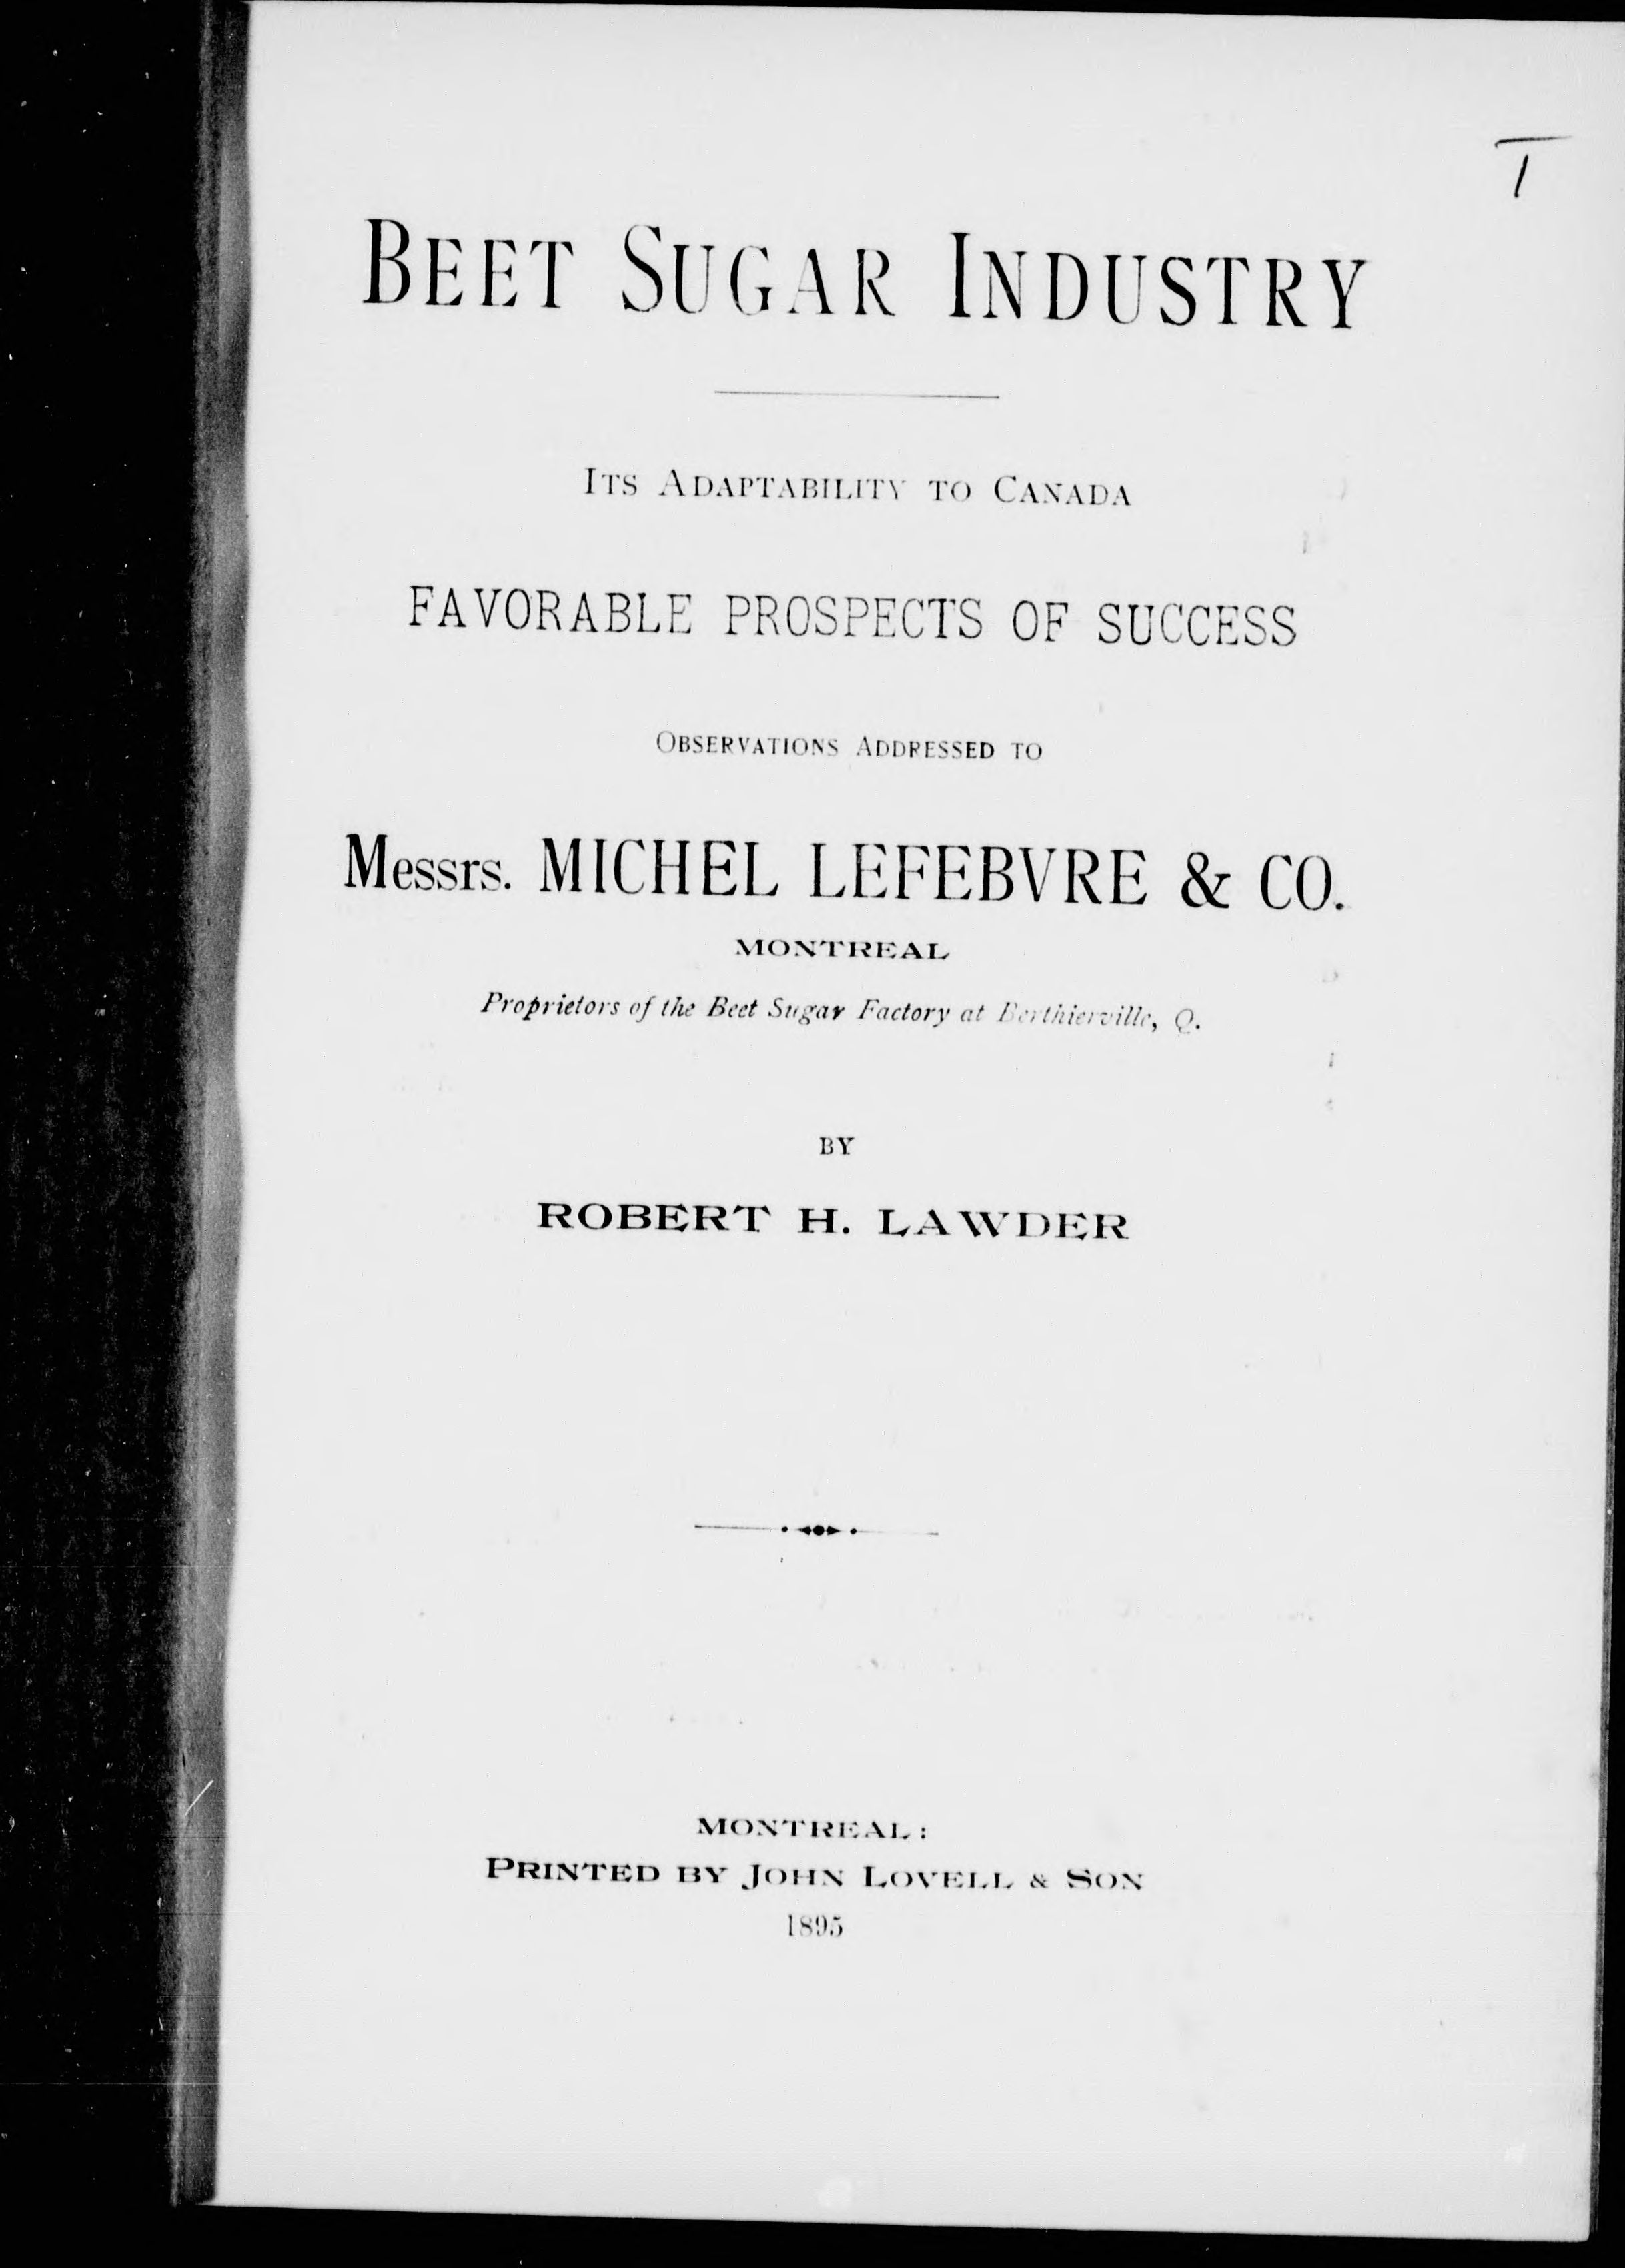 BEET SUGAR INDUSTRY
ITS ADAPTABILITY TO CANADA
FAVORABLE PROSPECTS OF SUCCESS
OBSERVATIONS ADDRESSED TO
Messrs. MICHEL LEFEBVRE & CO.
MONTREAL
Proprietors of the Beet Sugar Factory at Berthierville, Q.
BY
ROBERT H. LAWDER
MONTREAL:
PRINTED BY JOHN LOVELL & SON
1895